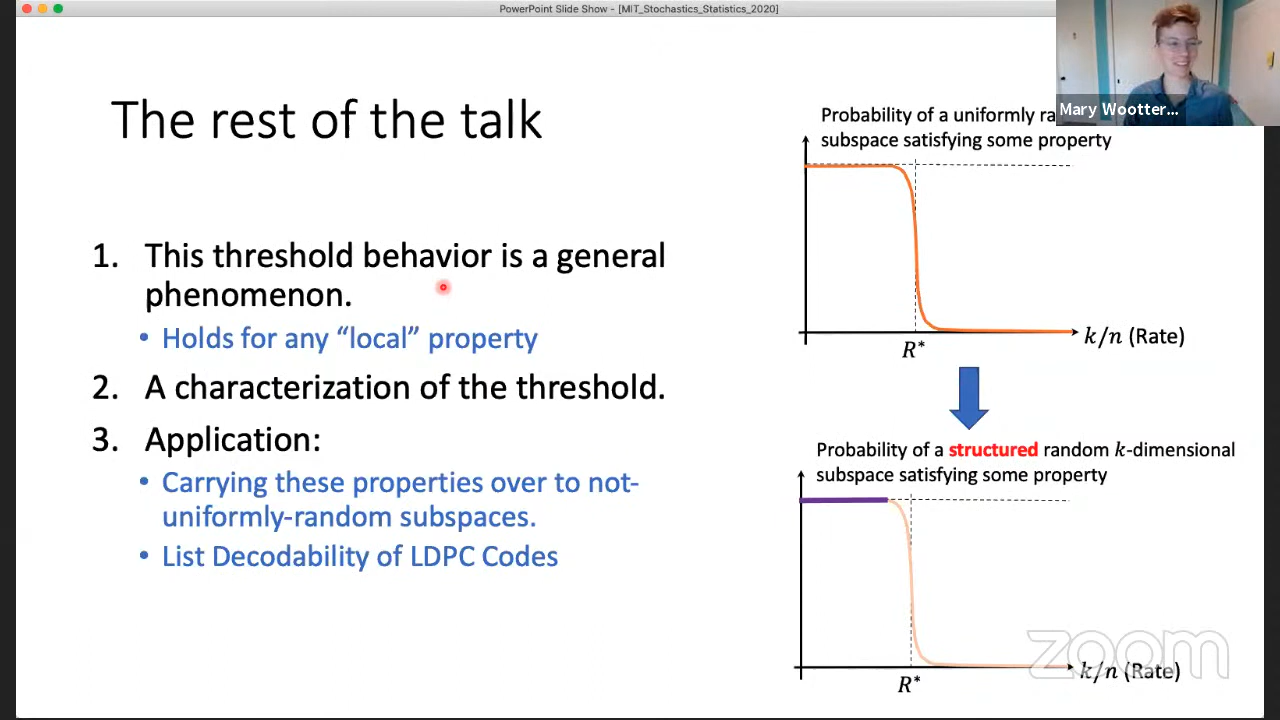 PowerPoint Slide Show - [MIT_Stochastics_Statistics_2020]
Mary Wootter...
The rest of the talk
1. This threshold behavior is a general
phenomenon.
• Holds for any “local” property
2. A characterization of the threshold.
3. Application:
• Carrying these properties over to not-
uniformly-random subspaces.
• List Decodability of LDPC Codes
Probability of a uniformly
subspace satisfying some property
k/n (Rate)
R*
Probability of a structured random k-dimensional
subspace satisfying some property
k/n (Rate)
R*
zoom